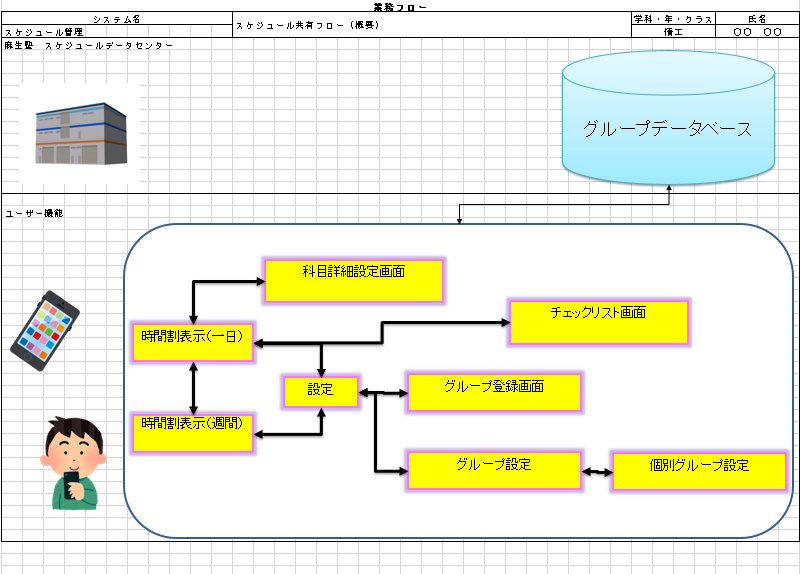 業務フロー
システム名
スケジュール共有フロー（概要）
学科・年・クラス
氏名
スケジュール管理
情工
〇〇 〇〇
麻生塾 スケジュールデータセンター
グループデータベース
ユーザー機能
科目詳細設定画面
チェックリスト画面
時間割表示(一日)
設定
グループ登録画面
時間割表示(週間)
グループ設定
個別グループ設定